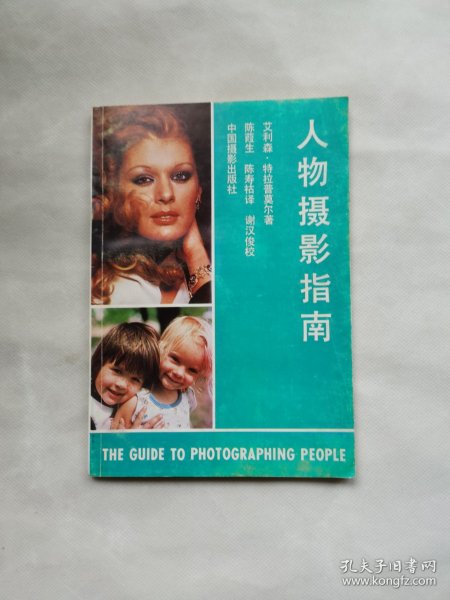 人物摄影指南
艾利森·特拉普莫尔著
陈葭生 陈寿祜译 谢汉俊校
中国摄影出版社
THE GUIDE TO PHOTOGRAPHING PEOPLE
孔夫子旧书网
www.kongfz.com